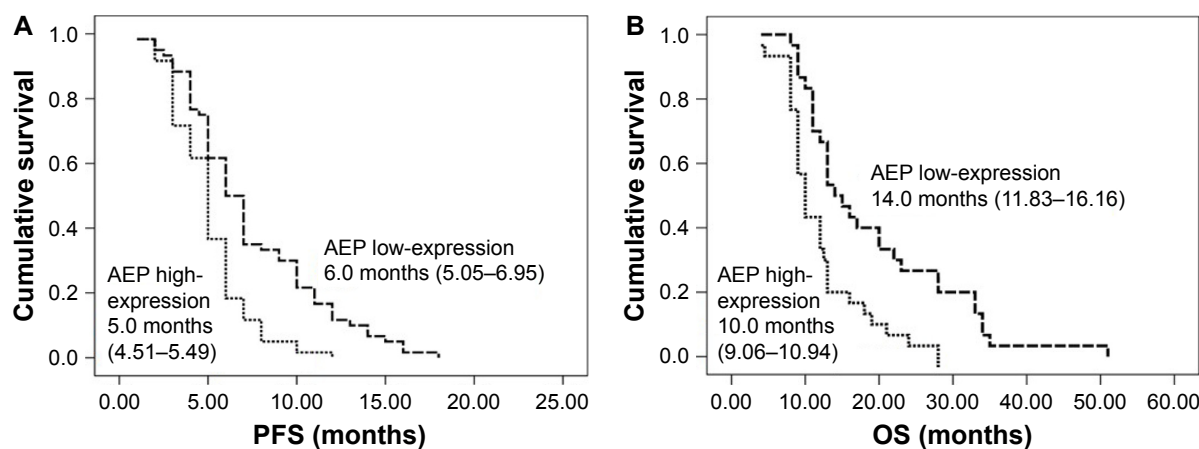 A
Cumulative survival
1.0
0.8
0.6
0.4
0.2
0.0
AEP high-
expression
5.0 months
(4.51–5.49)
AEP low-expression
6.0 months (5.05–6.95)
0.00 5.00 10.00 15.00 20.00 25.00
PFS (months)
B
Cumulative survival
1.0
0.8
0.6
0.4
0.2
0.0
AEP low-expression
14.0 months (11.83–16.16)
AEP high-
expression
10.0 months
(9.06–10.94)
0.00 10.00 20.00 30.00 40.00 50.00 60.00
OS (months)